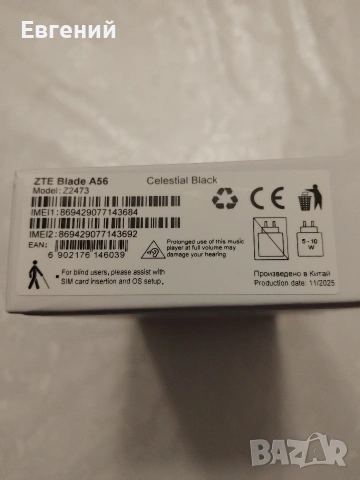 Евгений
ZTE Blade A56 Celestial Black
Model: Z2473
IMEI1:869429077143684
IMEI2:869429077143692
EAN:
6 902176 146039
Prolonged use of this music
player at full volume may
damage your hearing.
5 - 10
W
For blind users, please assist with
SIM card insertion and OS setup.
Произведено в Китай
Production date: 11/2025
BAZAR